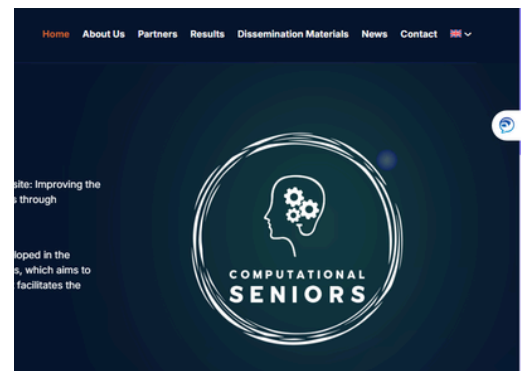 Home About Us Partners Results Dissemination Materials News Contact
site: Improving the
s through
loped in the
s, which aims to
facilitates the
COMPUTATIONAL
SENIORS